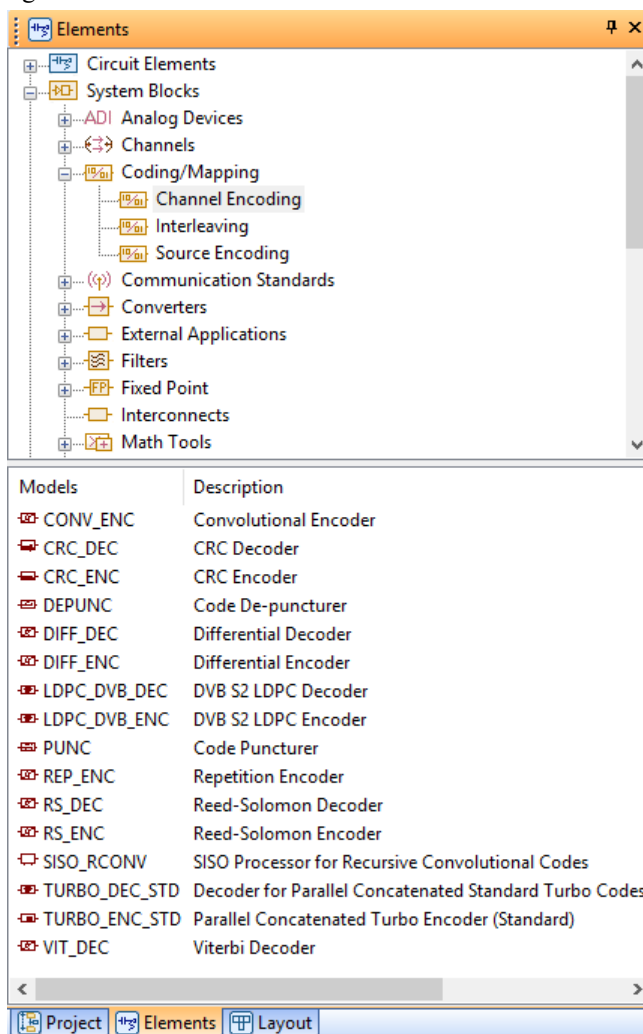 Elements
Circuit Elements
System Blocks
ADI Analog Devices
Channels
Coding/Mapping
Channel Encoding
Interleaving
Source Encoding
Communication Standards
Converters
External Applications
Filters
FP Fixed Point
Interconnects
Math Tools
Models Description
CONV_ENC Convolutional Encoder
CRC_DEC CRC Decoder
CRC_ENC CRC Encoder
DEPUNC Code De-puncturer
DIFF_DEC Differential Decoder
DIFF_ENC Differential Encoder
LDPC_DVB_DEC DVB S2 LDPC Decoder
LDPC_DVB_ENC DVB S2 LDPC Encoder
PUNC Code Puncturer
REP_ENC Repetition Encoder
RS_DEC Reed-Solomon Decoder
RS_ENC Reed-Solomon Encoder
SISO_RCONV SISO Processor for Recursive Convolutional Codes
TURBO_DEC_STD Decoder for Parallel Concatenated Standard Turbo Codes
TURBO_ENC_STD Parallel Concatenated Turbo Encoder (Standard)
VIT_DEC Viterbi Decoder
Project Elements Layout